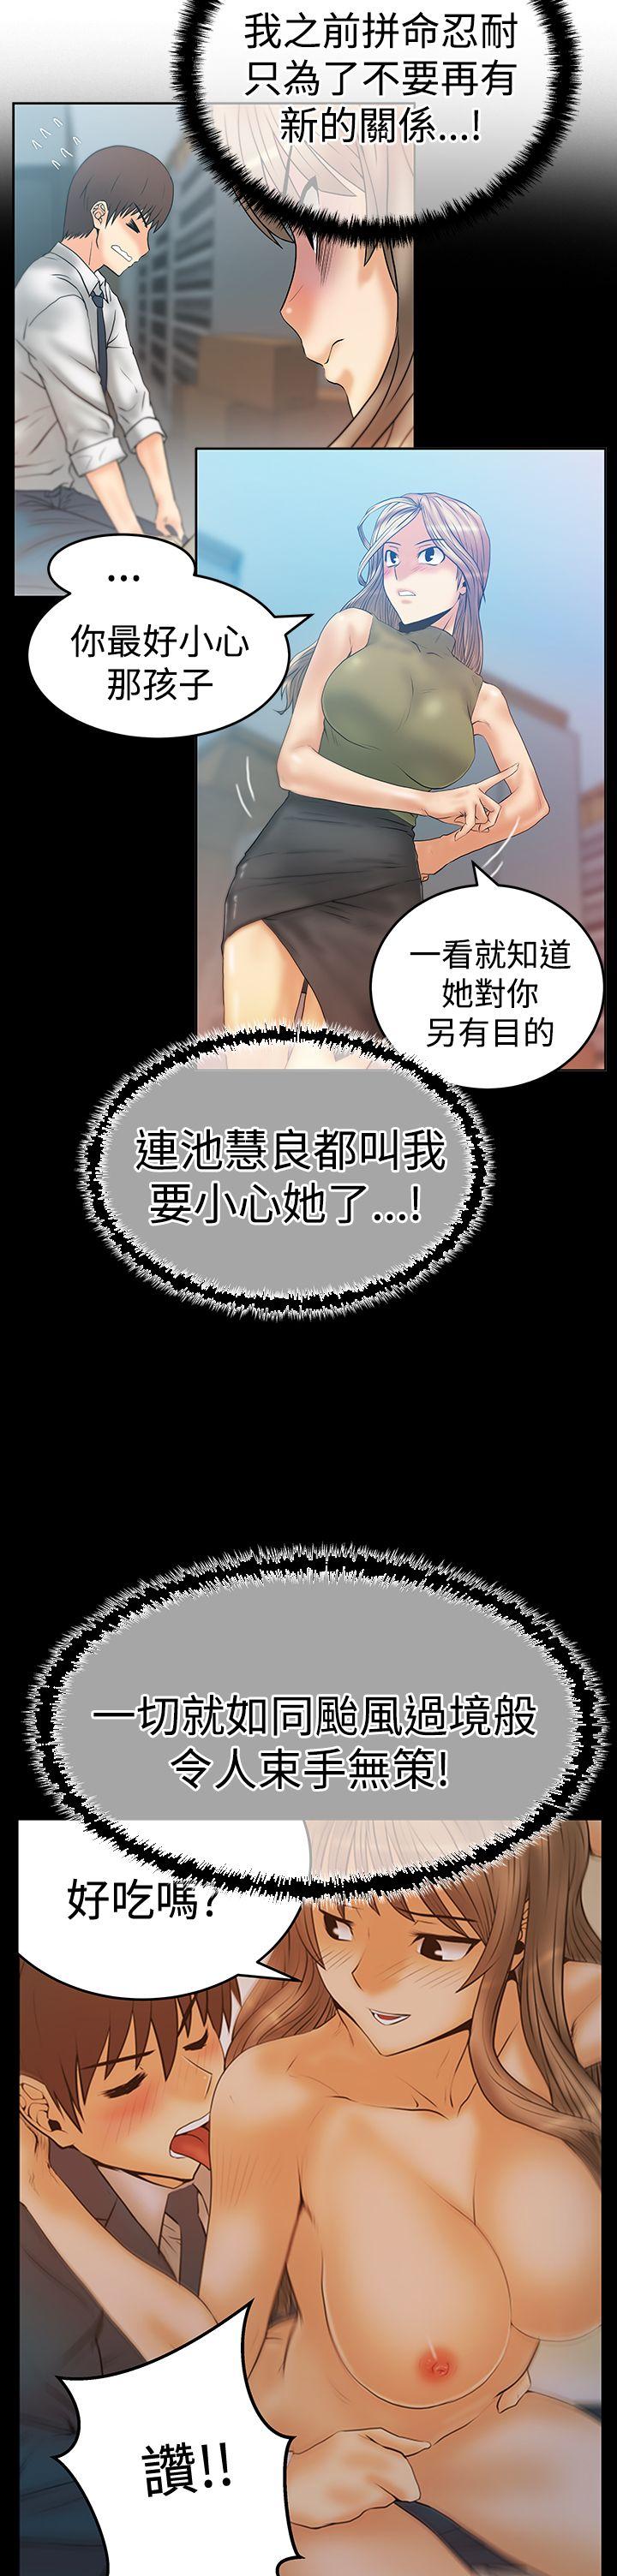 我之前拼命忍耐
只為了不要再有
新的關係...!
...
你最好小心
那孩子
一看就知道
她對你
另有目的
連池慧良都叫我
要小心她了...!
一切就如同颱風過境般
令人束手無策!
好吃嗎?
讚!!